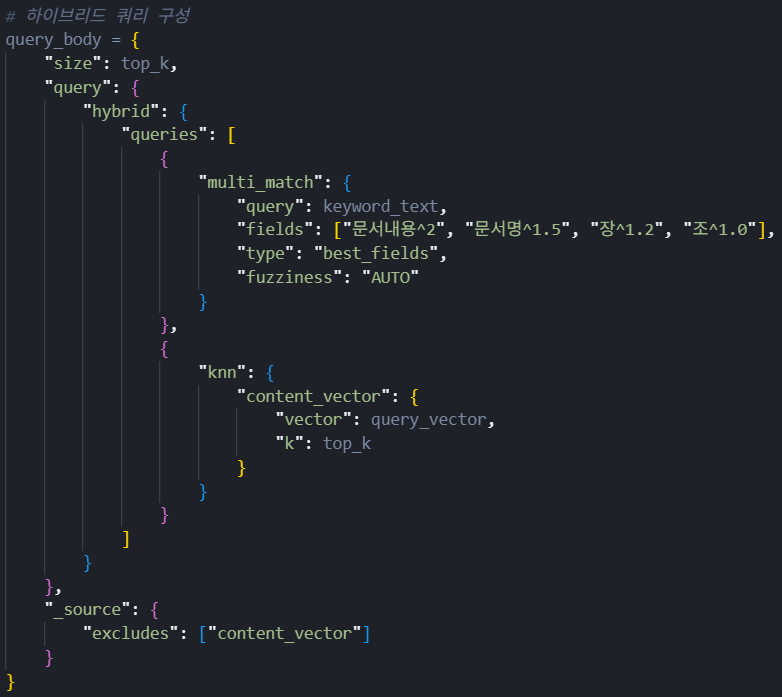 # 하이브리드 쿼리 구성
query_body = {
    "size": top_k,
    "query": {
        "hybrid": {
            "queries": [
                {
                    "multi_match": {
                        "query": keyword_text,
                        "fields": ["문서내용^2", "문서명^1.5", "장^1.2", "조^1.0"],
                        "type": "best_fields",
                        "fuzziness": "AUTO"
                    }
                },
                {
                    "knn": {
                        "content_vector": {
                            "vector": query_vector,
                            "k": top_k
                        }
                    }
                }
            ]
        }
    },
    "_source": {
        "excludes": ["content_vector"]
    }
}